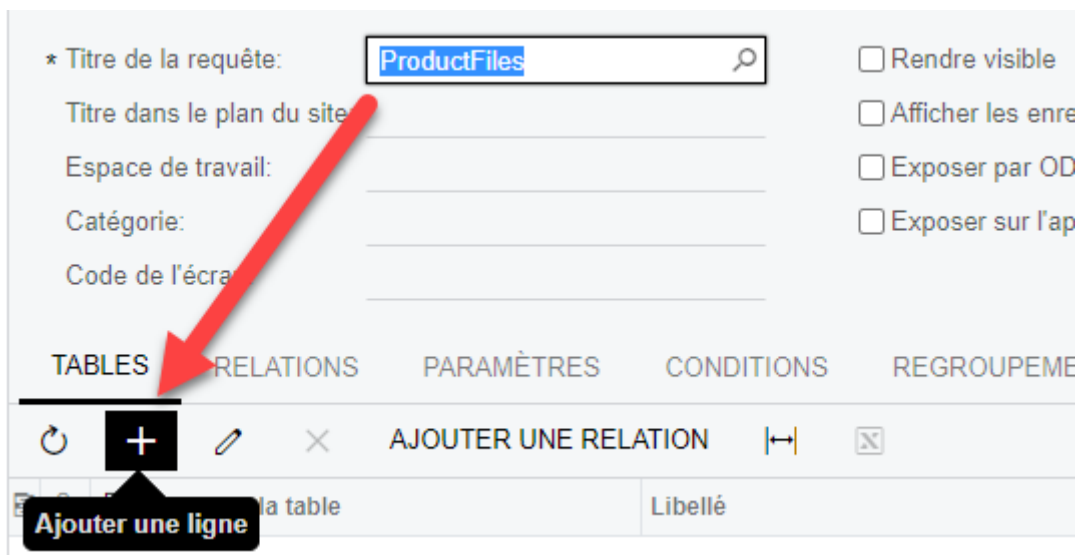 * Titre de la requête: ProductFiles Rendre visible
Titre dans le plan du site Afficher les enre
Espace de travail: Exposer par OD
Catégorie: Exposer sur l'ap
Code de l'écra
TABLES RELATIONS PARAMÈTRES CONDITIONS REGROUPEME
AJOUTER UNE RELATION
la table Libellé
Ajouter une ligne